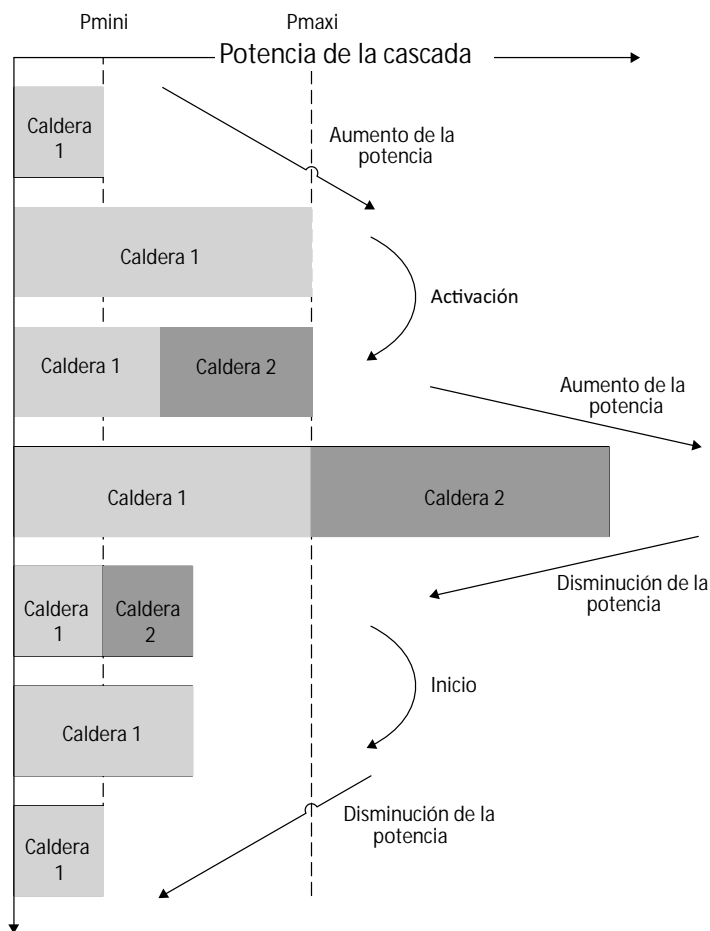 Pmini
Pmaxi
Potencia de la cascada
Caldera
1
Aumento de la
potencia
Caldera 1
Activación
Caldera 1
Caldera 2
Aumento de la
potencia
Caldera 1
Caldera 2
Disminución de la
potencia
Caldera
1
Caldera
2
Inicio
Caldera 1
Disminución de la
potencia
Caldera
1